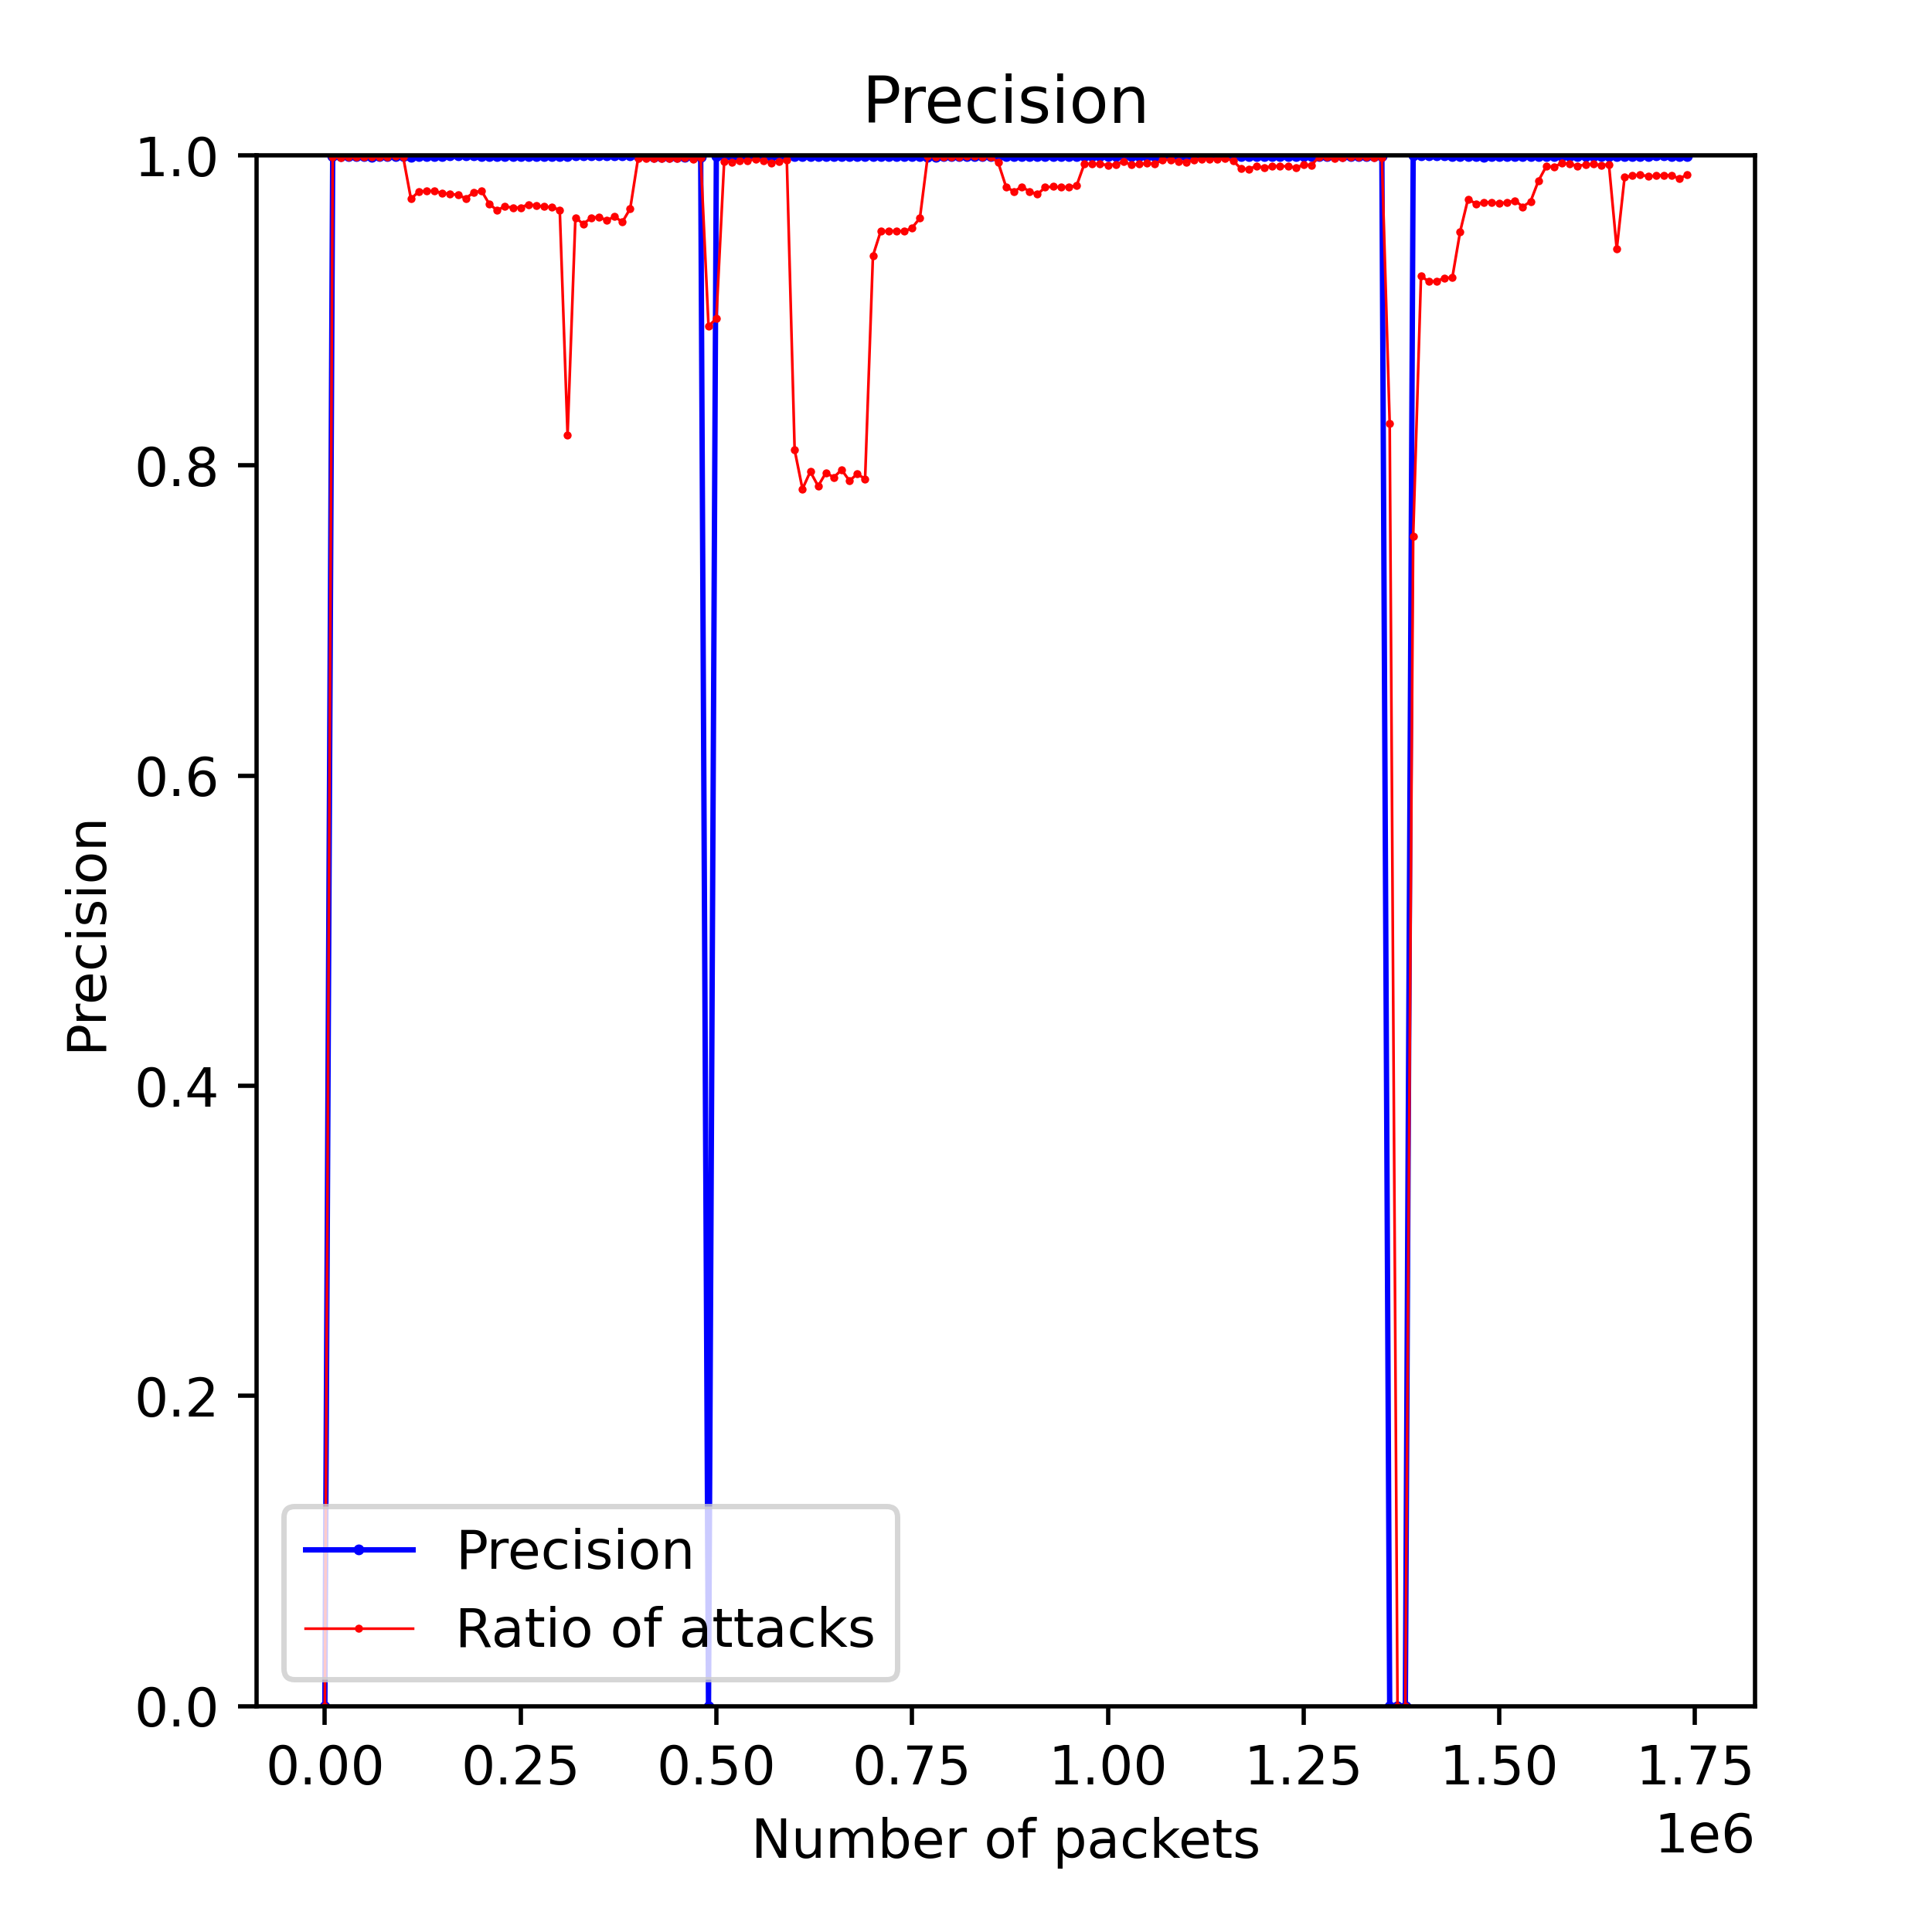 Precision
1.0
0.8
0.6
0.4
0.2
0.0
Precision
Precision
Ratio of attacks
0.00 0.25 0.50 0.75 1.00 1.25 1.50 1.75
1e6
Number of packets